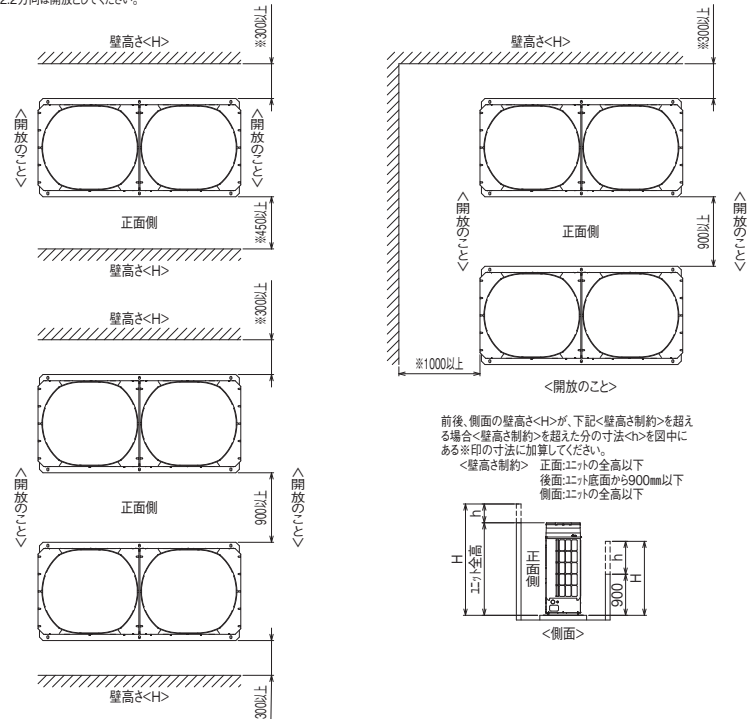 2.2方向は開放としてください。
壁高さ<H>
※300以上
<開放のこと>
<開放のこと>
正面側
※450以上
壁高さ<H>
壁高さ<H>
※300以上
<開放のこと>
正面側
900以上
<開放のこと>
壁高さ<H>
300以上
壁高さ<H>
※300以上
<開放のこと>
正面側
900以上
<開放のこと>
※1000以上
<開放のこと>
前後、側面の壁高さ<H>が、下記<壁高さ制約>を超え
る場合<壁高さ制約>を超えた分の寸法<h>を図中に
ある※印の寸法に加算してください。
<壁高さ制約> 正面:ユニットの全高以下
後面:ユニット底面から900mm以下
側面:ユニットの全高以下
h
H
ユニット全高
正面側
h
900
H
<側面>